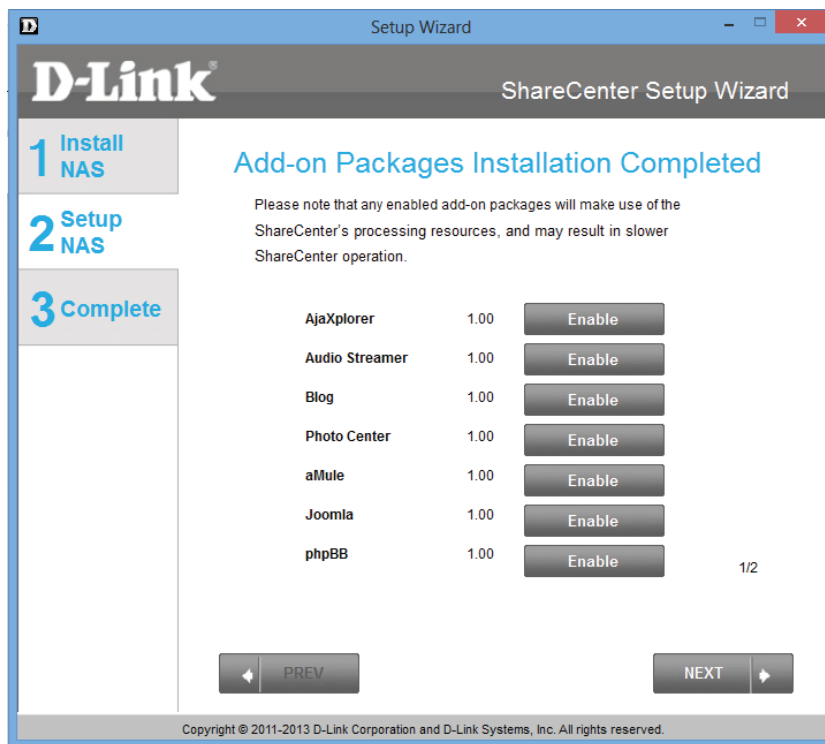 D
Setup Wizard
D-Link®
ShareCenter Setup Wizard
1 Install
NAS
2 Setup
NAS
3 Complete
Add-on Packages Installation Completed
Please note that any enabled add-on packages will make use of the
ShareCenter's processing resources, and may result in slower
ShareCenter operation.
AjaXplorer 1.00 Enable
Audio Streamer 1.00 Enable
Blog 1.00 Enable
Photo Center 1.00 Enable
aMule 1.00 Enable
Joomla 1.00 Enable
phpBB 1.00 Enable
1/2
PREV
NEXT
Copyright © 2011-2013 D-Link Corporation and D-Link Systems, Inc. All rights reserved.